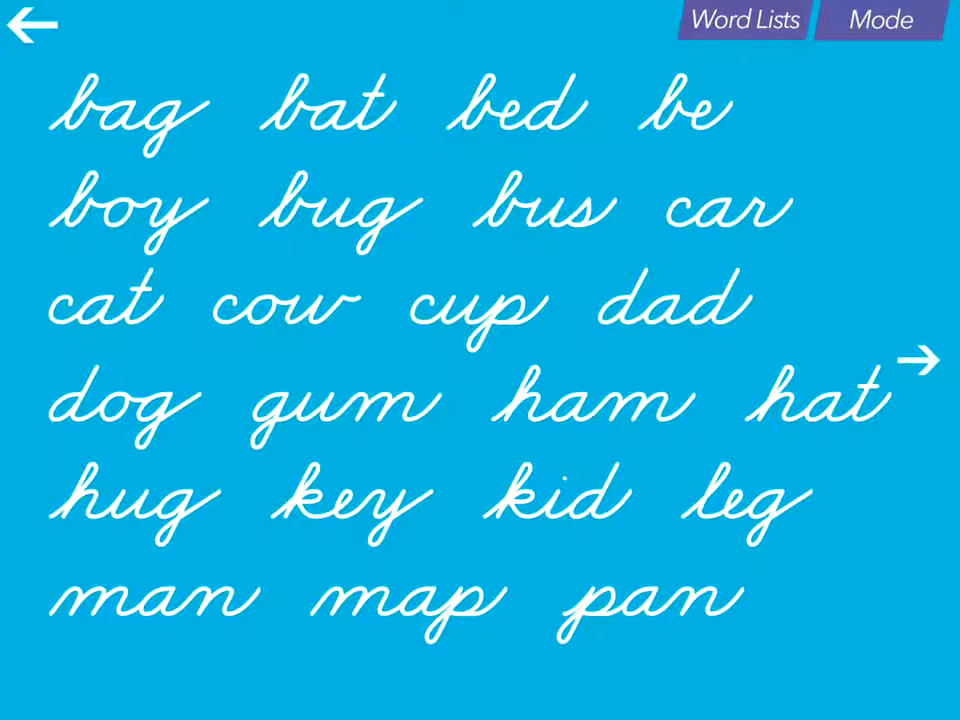 Word Lists Mode
bag bat bed be
boy bug bus car
cat cow cup dad
dog gum ham hat
hug key kid leg
man map pan